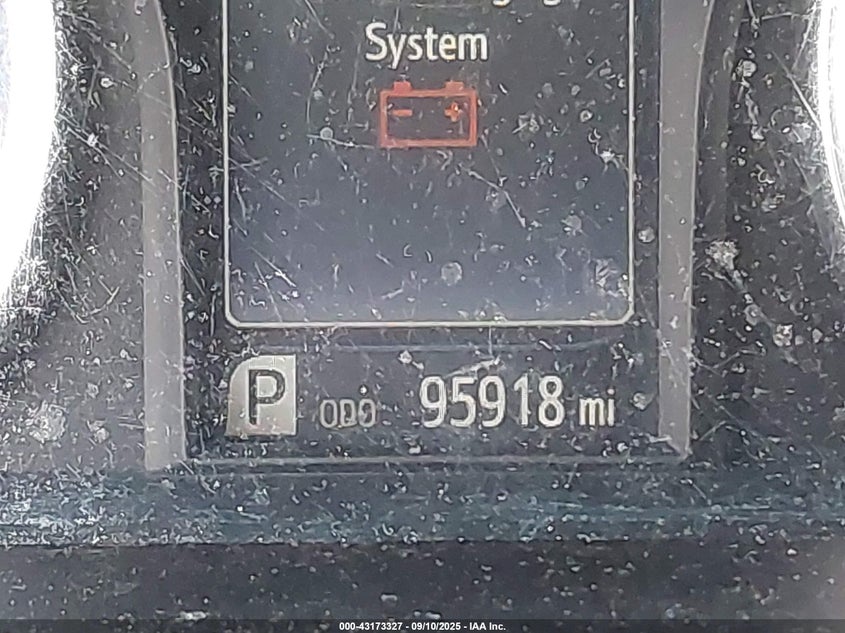 System
P ODO 95918 mi
000-43173327 - 09/10/2025 - IAA Inc.